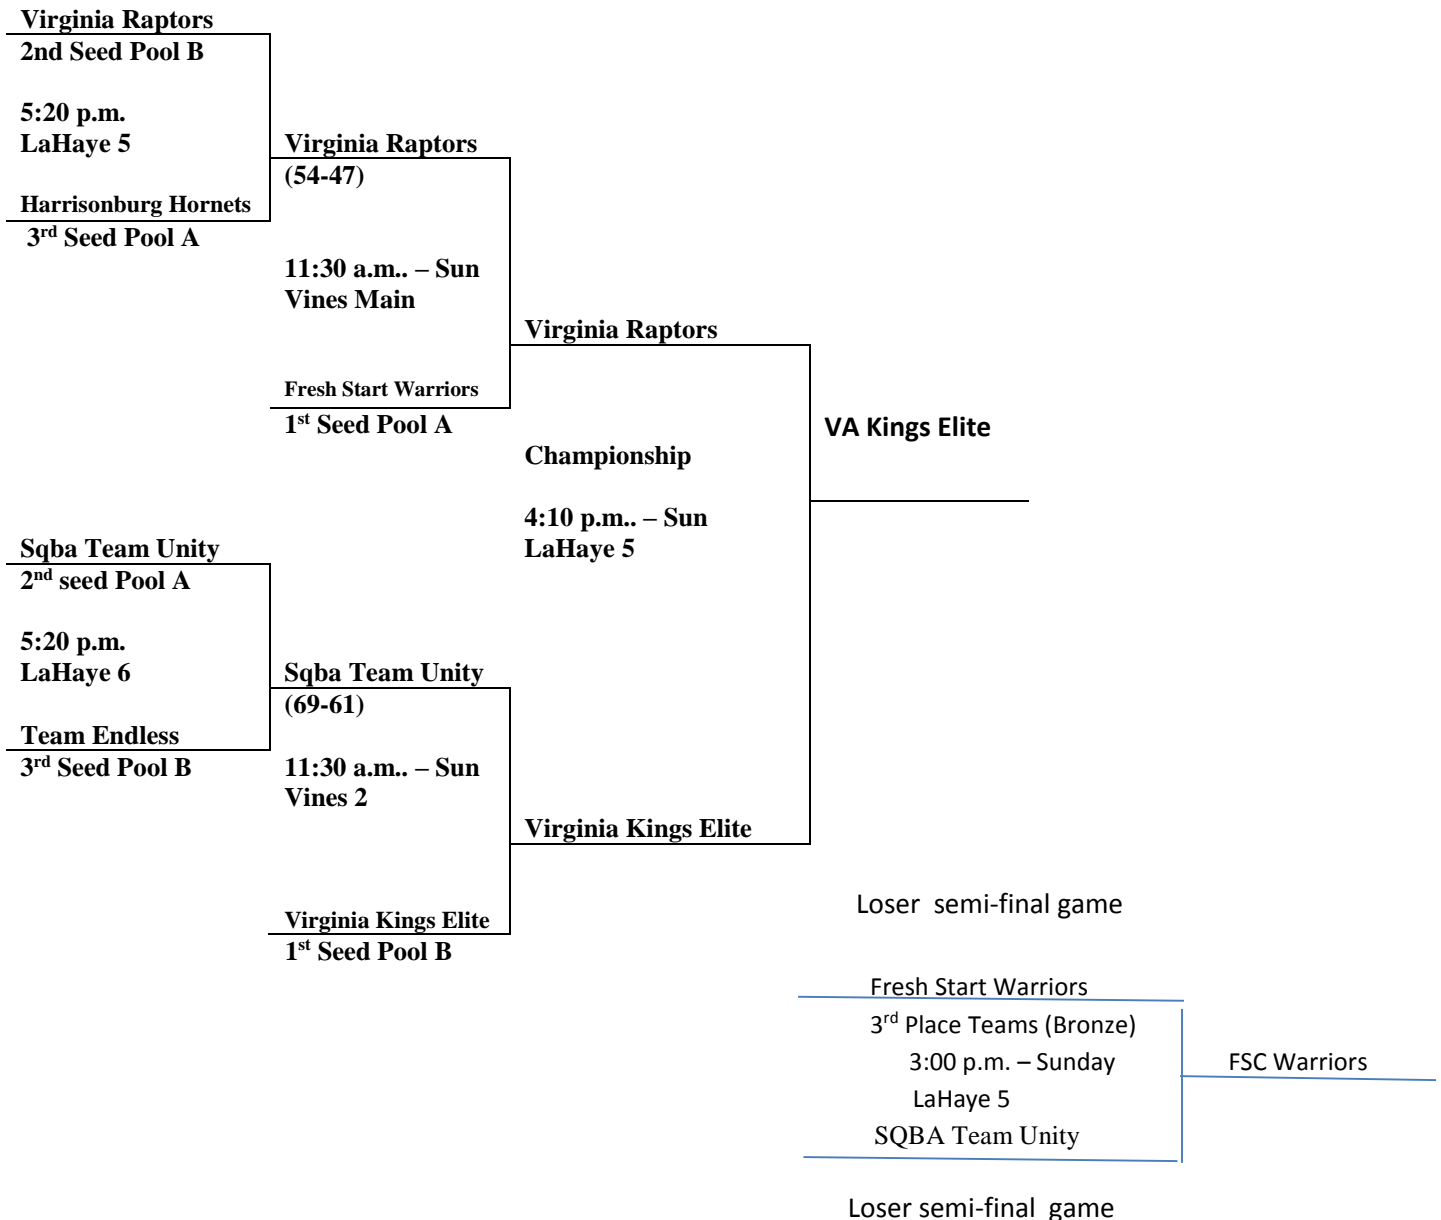 Virginia Raptors
2nd Seed Pool B
5:20 p.m.
LaHaye 5
Harrisonburg Hornets
3rd Seed Pool A
Virginia Raptors
(54-47)
11:30 a.m.. – Sun
Vines Main
Fresh Start Warriors
1st Seed Pool A
Virginia Raptors
Championship
4:10 p.m.. – Sun
LaHaye 5
VA Kings Elite
Sqba Team Unity
2nd seed Pool A
5:20 p.m.
LaHaye 6
Team Endless
3rd Seed Pool B
Sqba Team Unity
(69-61)
11:30 a.m.. – Sun
Vines 2
Virginia Kings Elite
1st Seed Pool B
Virginia Kings Elite
Loser  semi-final game
Fresh Start Warriors
3rd Place Teams (Bronze)
3:00 p.m. – Sunday
LaHaye 5
SQBA Team Unity
FSC Warriors
Loser semi-final  game